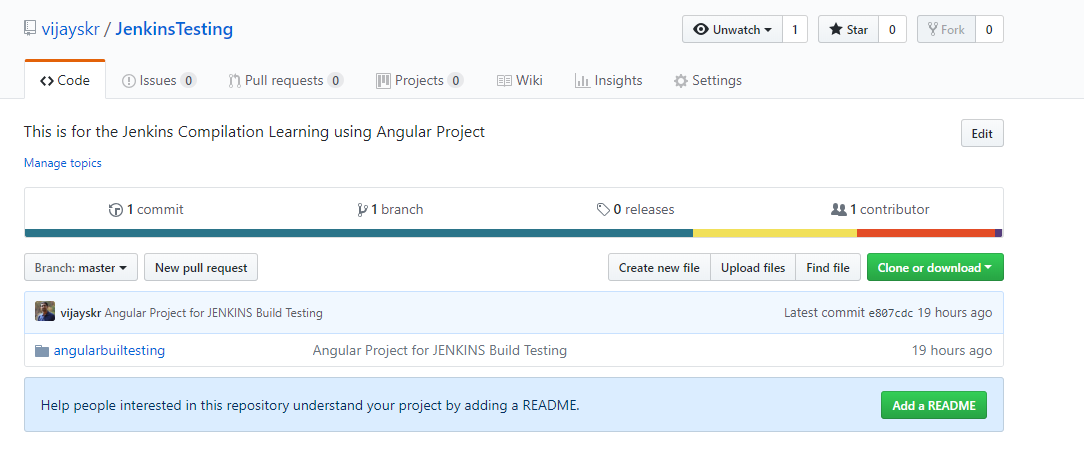 vijayskr / JenkinsTesting
Unwatch 1 Star 0 Fork 0
Code Issues 0 Pull requests 0 Projects 0 Wiki Insights Settings
This is for the Jenkins Compilation Learning using Angular Project Edit
Manage topics
1 commit 1 branch 0 releases 1 contributor
Branch: master New pull request Create new file Upload files Find file Clone or download
vijayskr Angular Project for JENKINS Build Testing Latest commit e807cdc 19 hours ago
angularbuiltesting Angular Project for JENKINS Build Testing 19 hours ago
Help people interested in this repository understand your project by adding a README. Add a README